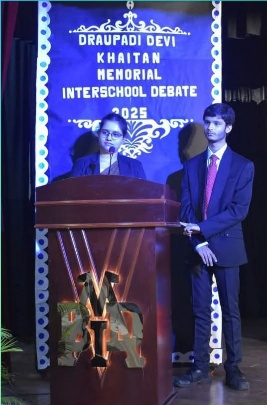 DRAUPADI DEVI
KHAITAN
MEMORIAL
INTERSCHOOL DEBATE
2025